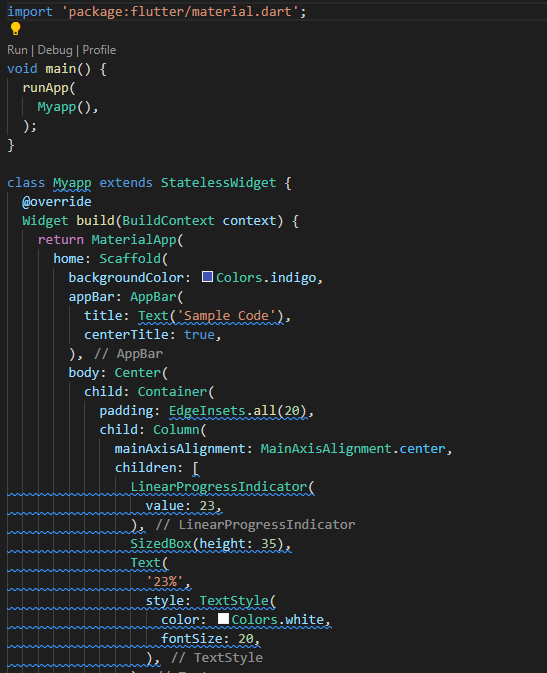 import 'package:flutter/material.dart';
Run | Debug | Profile
void main() {
  runApp(
    Myapp(),
  );
}
class Myapp extends StatelessWidget {
  @override
  Widget build(BuildContext context) {
    return MaterialApp(
      home: Scaffold(
        backgroundColor: Colors.indigo,
        appBar: AppBar(
          title: Text('Sample Code'),
          centerTitle: true,
        ), // AppBar
        body: Center(
          child: Container(
            padding: EdgeInsets.all(20),
            child: Column(
              mainAxisAlignment: MainAxisAlignment.center,
              children: [
                LinearProgressIndicator(
                  value: 23,
                ), // LinearProgressIndicator
                SizedBox(height: 35),
                Text(
                  '23%',
                  style: TextStyle(
                    color: Colors.white,
                    fontSize: 20,
                  ), // TextStyle